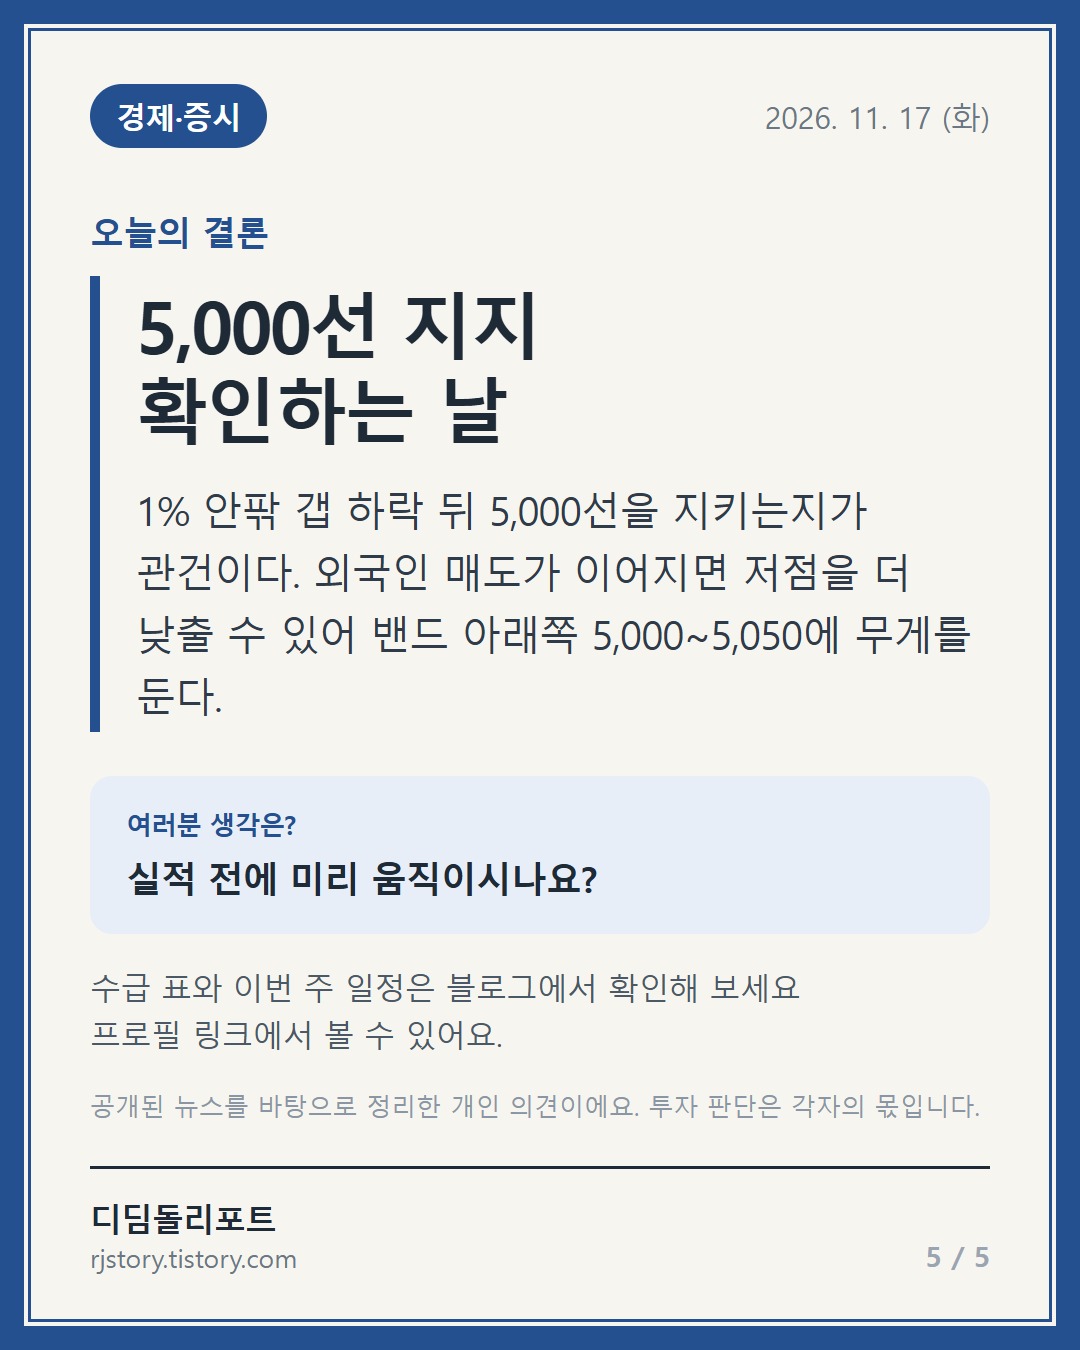 경제·증시
2026. 11. 17 (화)
오늘의 결론
5,000선 지지
확인하는 날
1% 안팎 갭 하락 뒤 5,000선을 지키는지가
관건이다. 외국인 매도가 이어지면 저점을 더
낮출 수 있어 밴드 아래쪽 5,000~5,050에 무게를
둔다.
여러분 생각은?
실적 전에 미리 움직이시나요?
수급 표와 이번 주 일정은 블로그에서 확인해 보세요
프로필 링크에서 볼 수 있어요.
공개된 뉴스를 바탕으로 정리한 개인 의견이에요. 투자 판단은 각자의 몫입니다.
디딤돌리포트
rjstory.tistory.com
5 / 5